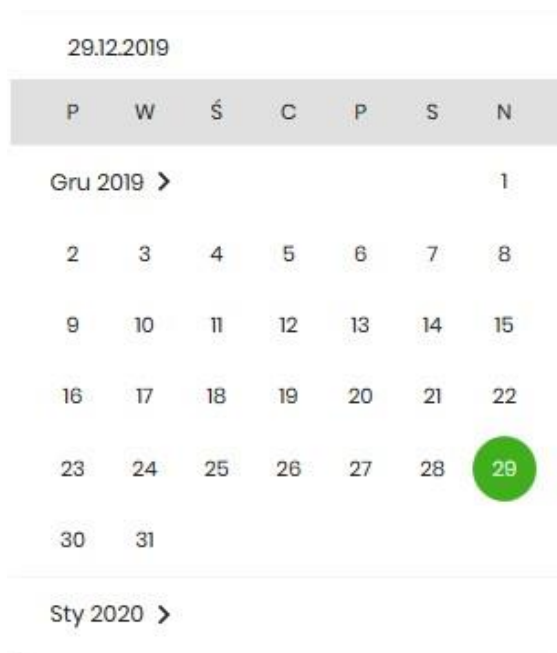 29.12.2019
P W Ś C P S N
Gru 2019 1
2 3 4 5 6 7 8
9 10 11 12 13 14 15
16 17 18 19 20 21 22
23 24 25 26 27 28 29
30 31
Sty 2020